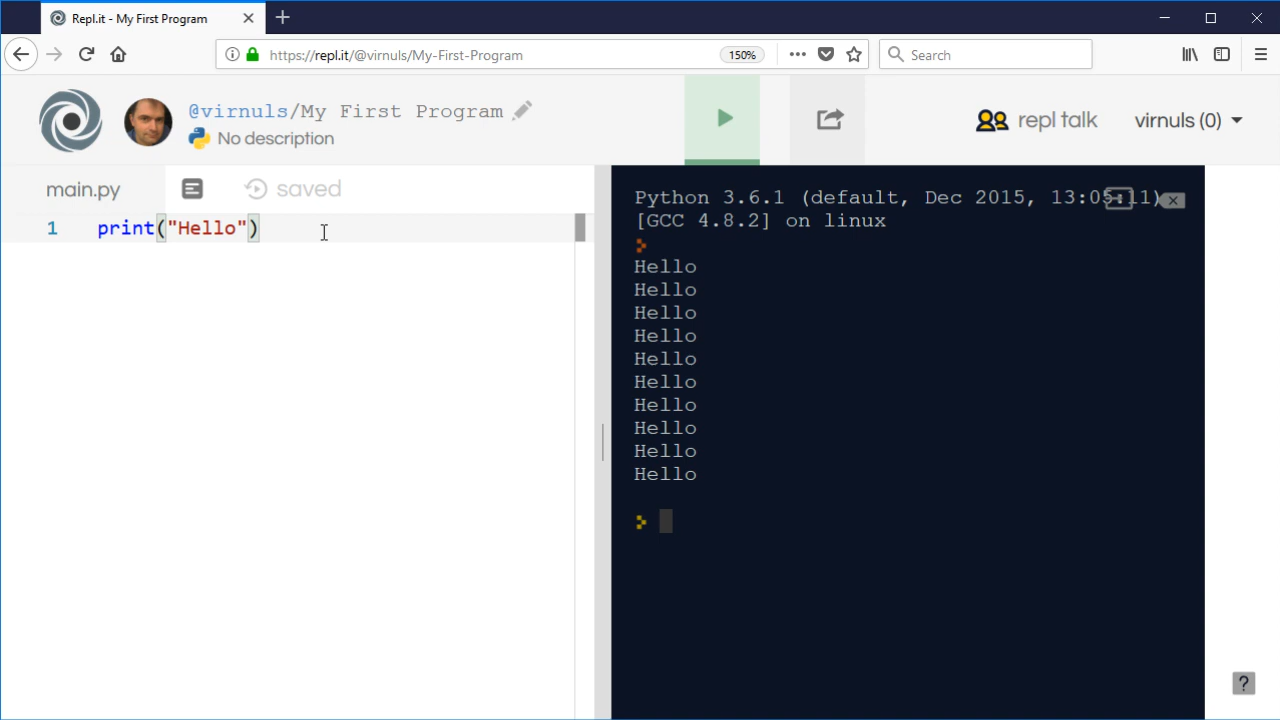 Repl.it - My First Program
https://repl.it/@virnuls/My-First-Program
150%
Search
@virnuls/My First Program
No description
repl talk
virnuls (0)
main.py
saved
1 print("Hello")
Python 3.6.1 (default, Dec 2015, 13:05:11)
[GCC 4.8.2] on linux
Hello
Hello
Hello
Hello
Hello
Hello
Hello
Hello
Hello
Hello
?